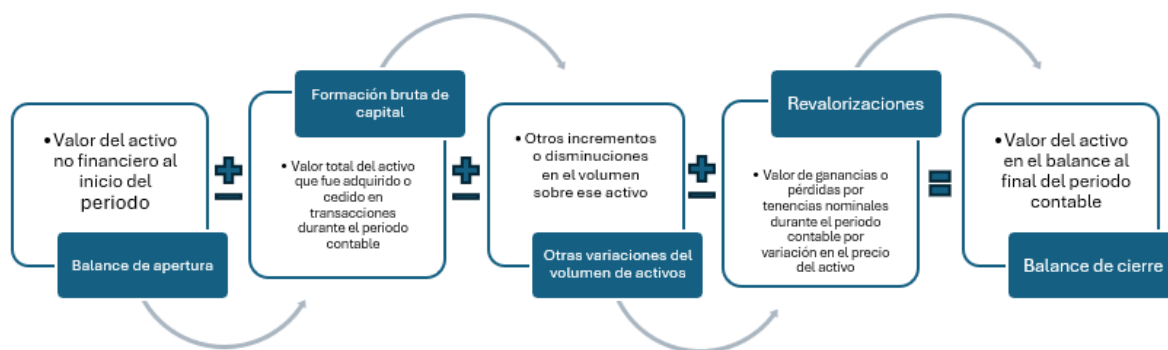 • Valor del activo
no financiero al
inicio del
periodo
Balance de apertura
Formación bruta de
capital
• Valor total del activo
que fue adquirido o
cedido en
transacciones
durante el periodo
contable
• Otros incrementos
o disminuciones
en el volumen
sobre ese activo
Otras variaciones del
volumen de activos
Revalorizaciones
• Valor de ganancias o
pérdidas por
tenencias nominales
durante el periodo
contable por
variación en el precio
del activo
• Valor del activo
en el balance al
final del periodo
contable
Balance de cierre